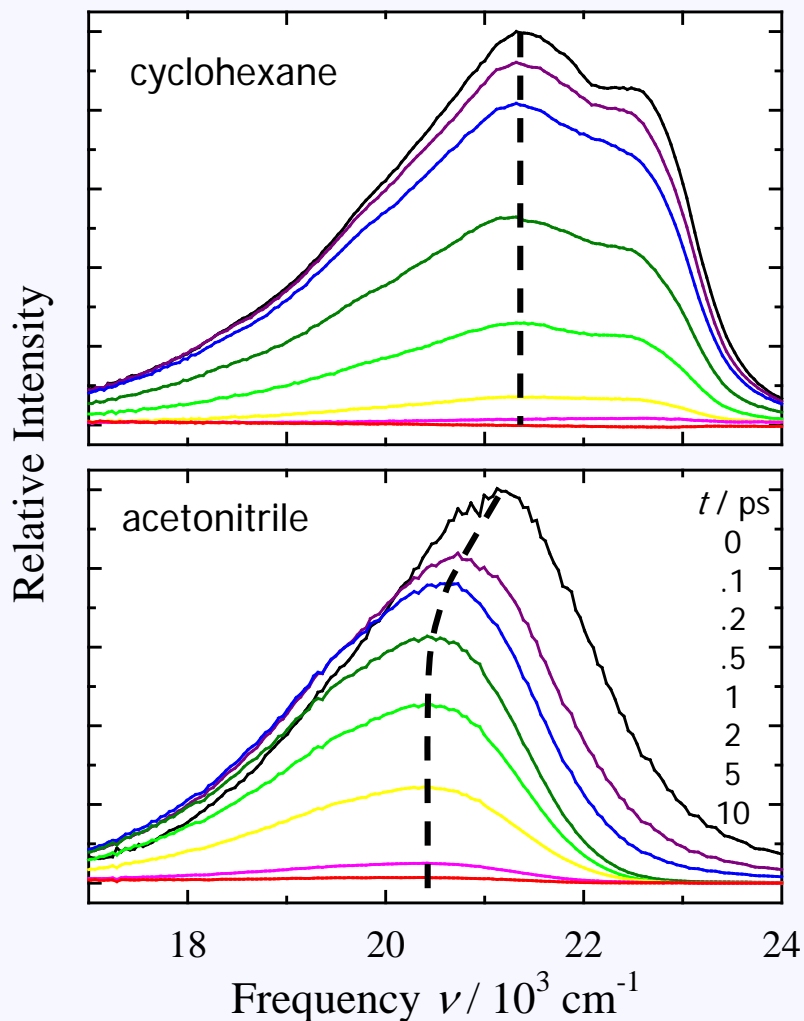 cyclohexane
Relative Intensity
acetonitrile
t / ps
0
.1
.2
.5
1
2
5
10
18 20 22 24
Frequency ν / 10³ cm⁻¹